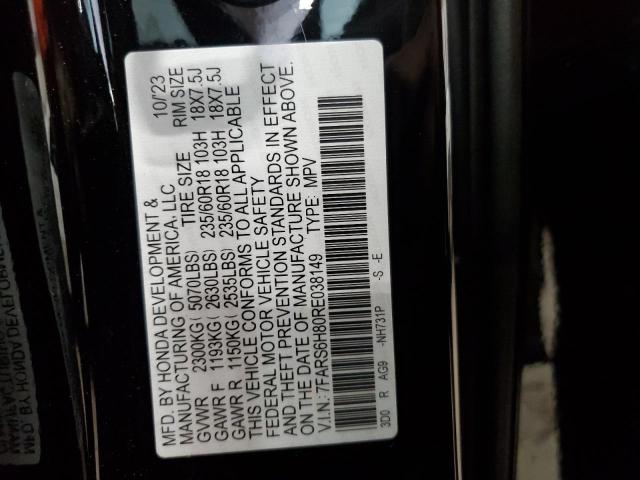 MFD. BY HONDA DEVELOPMENT & 10/23
MANUFACTURING OF AMERICA, LLC
TIRE SIZE RIM SIZE
GVWR 2300KG ( 5070LBS)
GAWR F 1193KG ( 2630LBS) 235/60R18 103H 18X7.5J
GAWR R 1150KG ( 2535LBS) 235/60R18 103H 18X7.5J
THIS VEHICLE CONFORMS TO ALL APPLICABLE
FEDERAL MOTOR VEHICLE SAFETY
AND THEFT PREVENTION STANDARDS IN EFFECT
ON THE DATE OF MANUFACTURE SHOWN ABOVE.
V.I.N.: 7FARS6H80RE038149 TYPE: MPV
3D0 R AG9 -NH731P -S -E